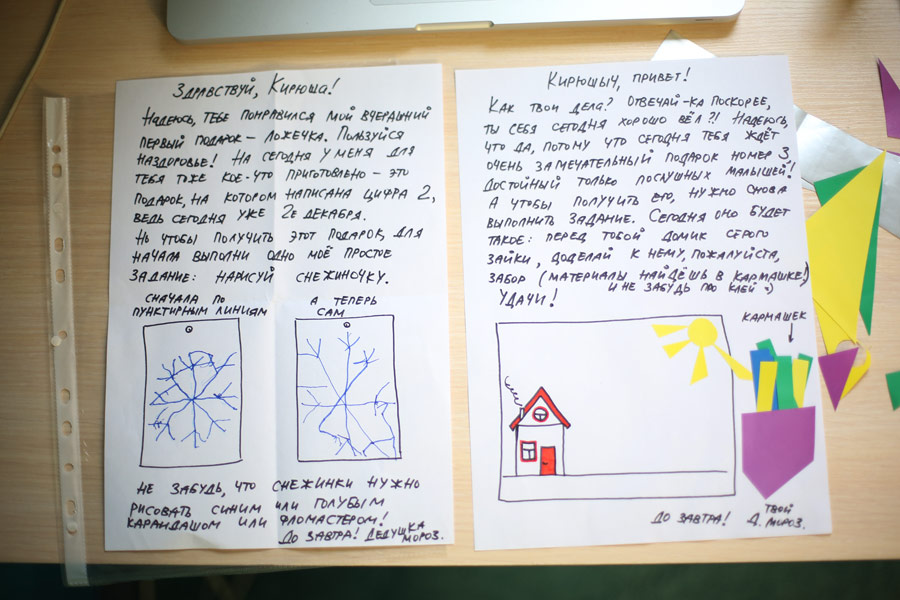 Здравствуй, Кирюша!
Надеюсь, тебе понравился мой вчерашний
первый подарок – ложечка. Пользуйся
наздоровье! На сегодня у меня для
тебя тоже кое-что приготовлно – это
подарок, на котором написана цифра 2,
ведь сегодня уже 2е декабря.
Но чтобы получить этот подарок, для
начала выполни одно моё простое
задание: нарисуй снежиночку.
сначала по
пунктирным линиям
а теперь
сам
Не забудь, что снежинки нужно
рисовать синим или голубым
карандашом или фломастером!
До завтра! Дедушка
Мороз.
Кирюшыч, привет!
Как твои дела? Отвечай-ка поскорее,
ты себя сегодня хорошо вёл?! Надеюсь,
что да, потому что сегодня тебя ждёт
очень замечательный подарок номер 3,
достойный только послушных малышей!
А чтобы получить его, нужно снова
выполнить задание. Сегодня оно будет
такое: перед тобой домик серого
зайки, доделай к нему, пожалуйста,
забор (материалы найдёшь в кармашке!)
и не забудь про клей :)
Удачи!
кармашек
До завтра!
Твой
Д. Мороз.